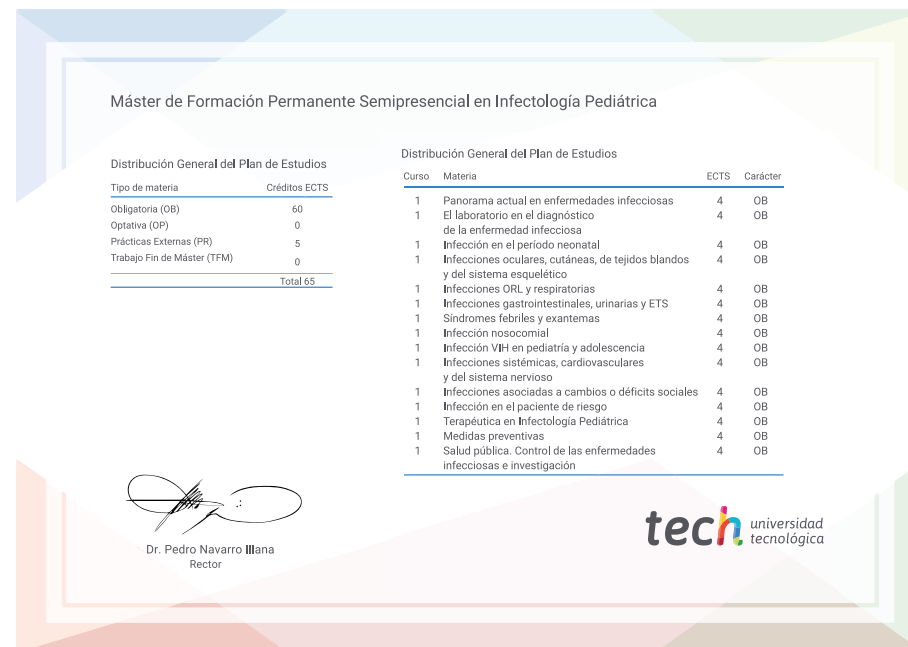 Máster de Formación Permanente Semipresencial en Infectología Pediátrica
Distribución General del Plan de Estudios
Tipo de materia Créditos ECTS
Obligatoria (OB) 60
Optativa (OP) 0
Prácticas Externas (PR) 5
Trabajo Fin de Máster (TFM) 0
Total 65
Distribución General del Plan de Estudios
Curso Materia ECTS Carácter
1 Panorama actual en enfermedades infecciosas 4 OB
1 El laboratorio en el diagnóstico 4 OB
de la enfermedad infecciosa
1 Infección en el período neonatal 4 OB
1 Infecciones oculares, cutáneas, de tejidos blandos 4 OB
y del sistema esquelético
1 Infecciones ORL y respiratorias 4 OB
1 Infecciones gastrointestinales, urinarias y ETS 4 OB
1 Síndromes febriles y exantemas 4 OB
1 Infección nosocomial 4 OB
1 Infección VIH en pediatría y adolescencia 4 OB
1 Infecciones sistémicas, cardiovasculares 4 OB
y del sistema nervioso
1 Infecciones asociadas a cambios o déficits sociales 4 OB
1 Infección en el paciente de riesgo 4 OB
1 Terapéutica en Infectología Pediátrica 4 OB
1 Medidas preventivas 4 OB
1 Salud pública. Control de las enfermedades 4 OB
infecciosas e investigación
Dr. Pedro Navarro Illana
Rector
tech universidad
tecnológica